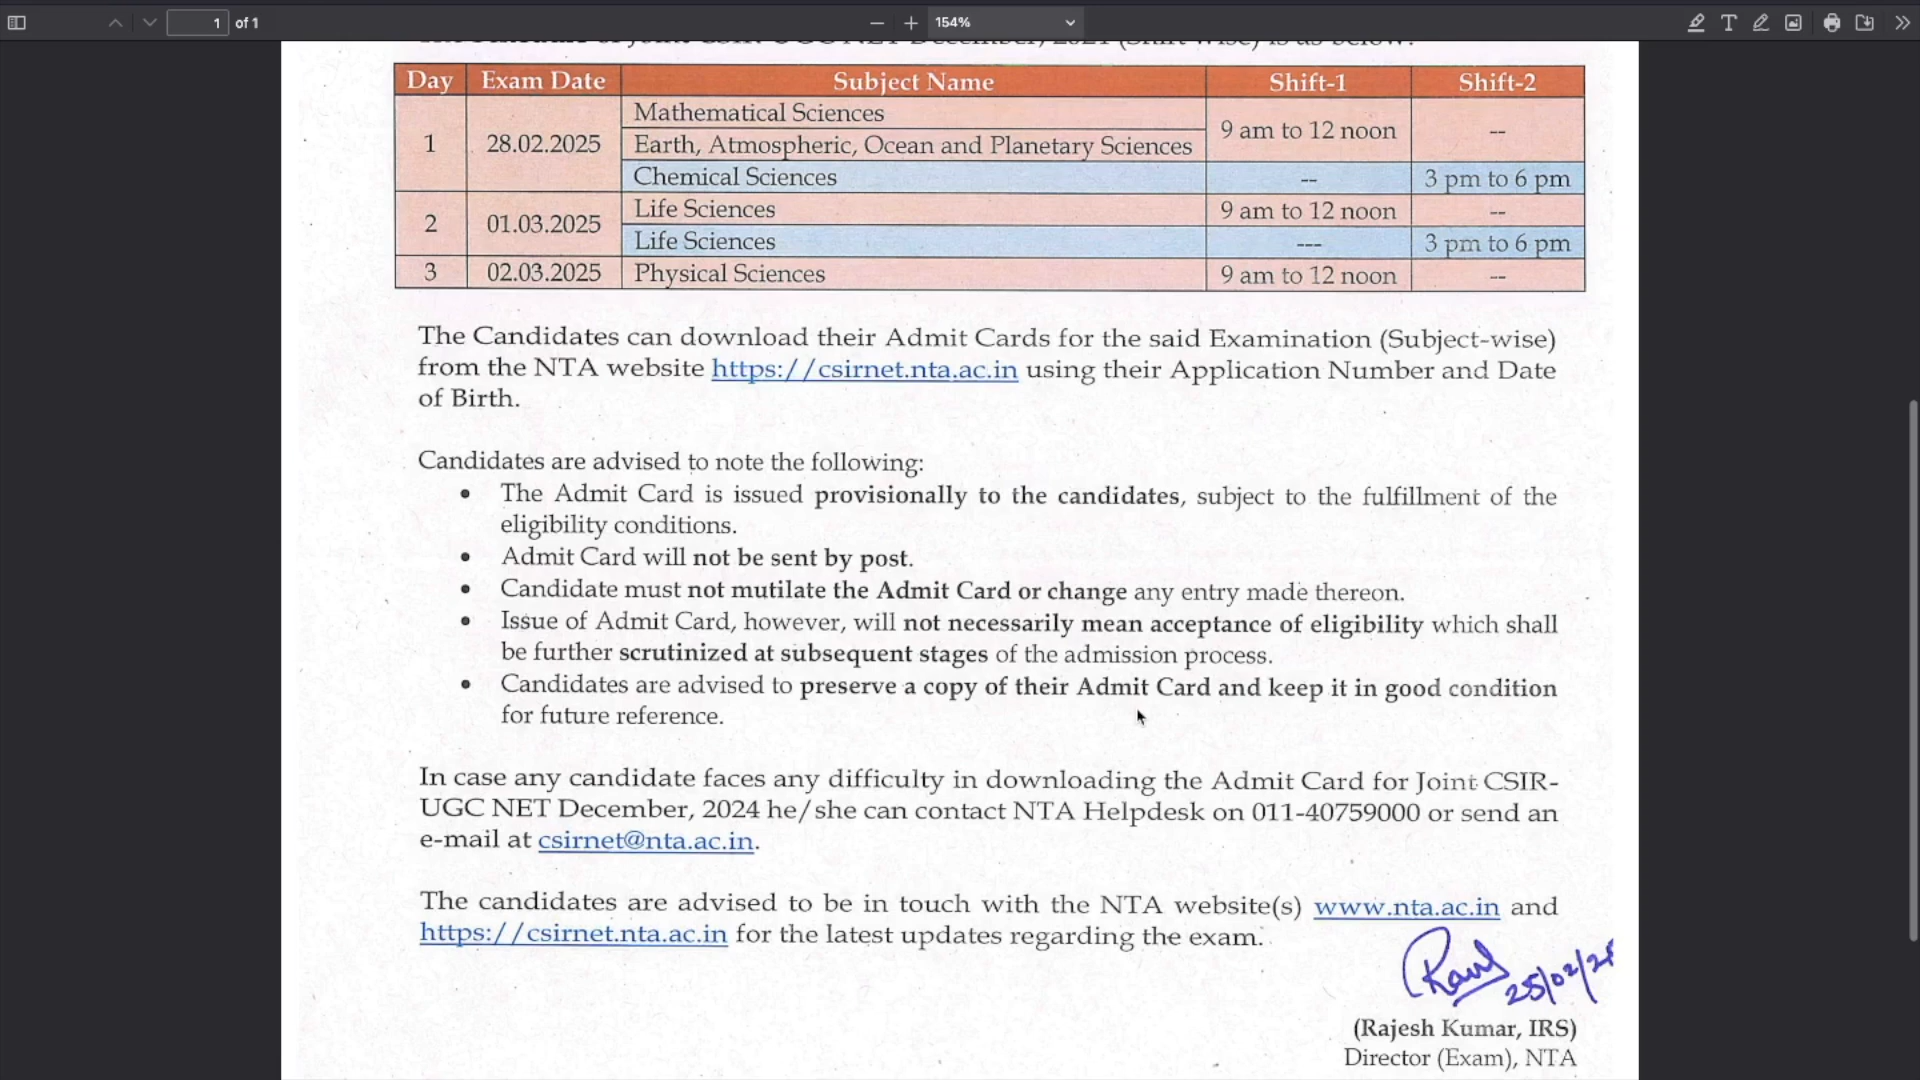 1 of 1 154%
Day Exam Date Subject Name Shift-1 Shift-2
1 28.02.2025 Mathematical Sciences 9 am to 12 noon --
Earth, Atmospheric, Ocean and Planetary Sciences
Chemical Sciences -- 3 pm to 6 pm
2 01.03.2025 Life Sciences 9 am to 12 noon --
Life Sciences --- 3 pm to 6 pm
3 02.03.2025 Physical Sciences 9 am to 12 noon --
The Candidates can download their Admit Cards for the said Examination (Subject-wise)
from the NTA website https://csirnet.nta.ac.in using their Application Number and Date
of Birth.
Candidates are advised to note the following:
• The Admit Card is issued provisionally to the candidates, subject to the fulfillment of the
eligibility conditions.
• Admit Card will not be sent by post.
• Candidate must not mutilate the Admit Card or change any entry made thereon.
• Issue of Admit Card, however, will not necessarily mean acceptance of eligibility which shall
be further scrutinized at subsequent stages of the admission process.
• Candidates are advised to preserve a copy of their Admit Card and keep it in good condition
for future reference.
In case any candidate faces any difficulty in downloading the Admit Card for Joint CSIR-
UGC NET December, 2024 he/she can contact NTA Helpdesk on 011-40759000 or send an
e-mail at csirnet@nta.ac.in.
The candidates are advised to be in touch with the NTA website(s) www.nta.ac.in and
https://csirnet.nta.ac.in for the latest updates regarding the exam.
(Rajesh Kumar, IRS)
Director (Exam), NTA